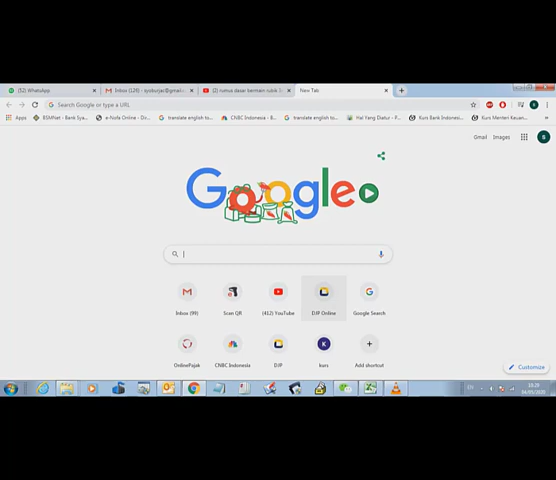 (52) WhatsApp
Inbox (126) - syoburjac@gmail.c
(2) rumus dasar bermain rubik 3
New Tab
Search Google or type a URL
Apps
BSMNet - Bank Sya...
e-Nofa Online - Do...
translate english to...
CNBC Indonesia - ...
translate english to...
Hal Yang Diatur - P...
Kurs Bank Indonesi...
Kurs Menteri Keuan...
Gmail
Images
S
Google
Inbox (99)
Scan QR
(412) YouTube
DJP Online
Google Search
K
OnlinePajak
CNBC Indonesia
DJP
kurs
Add shortcut
Customize
EN
10:29
04/05/2020